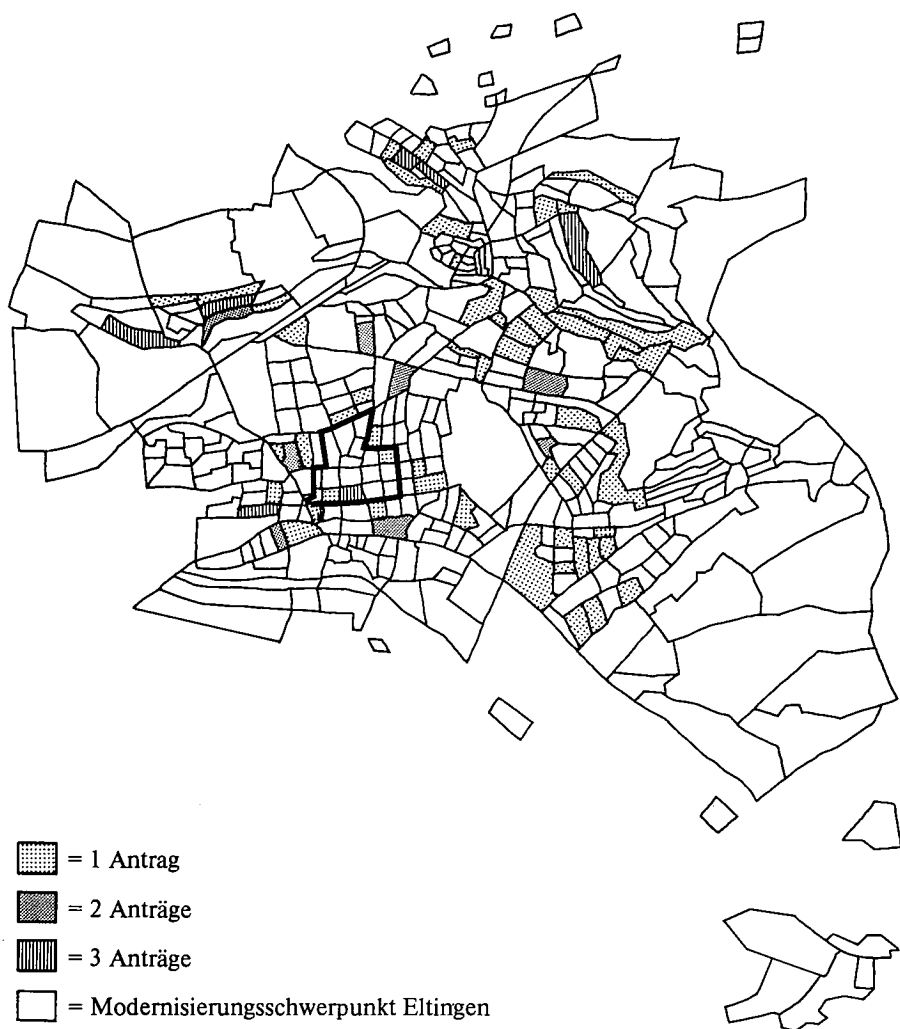 = 1 Antrag
= 2 Anträge
= 3 Anträge
= Modernisierungsschwerpunkt Eltingen